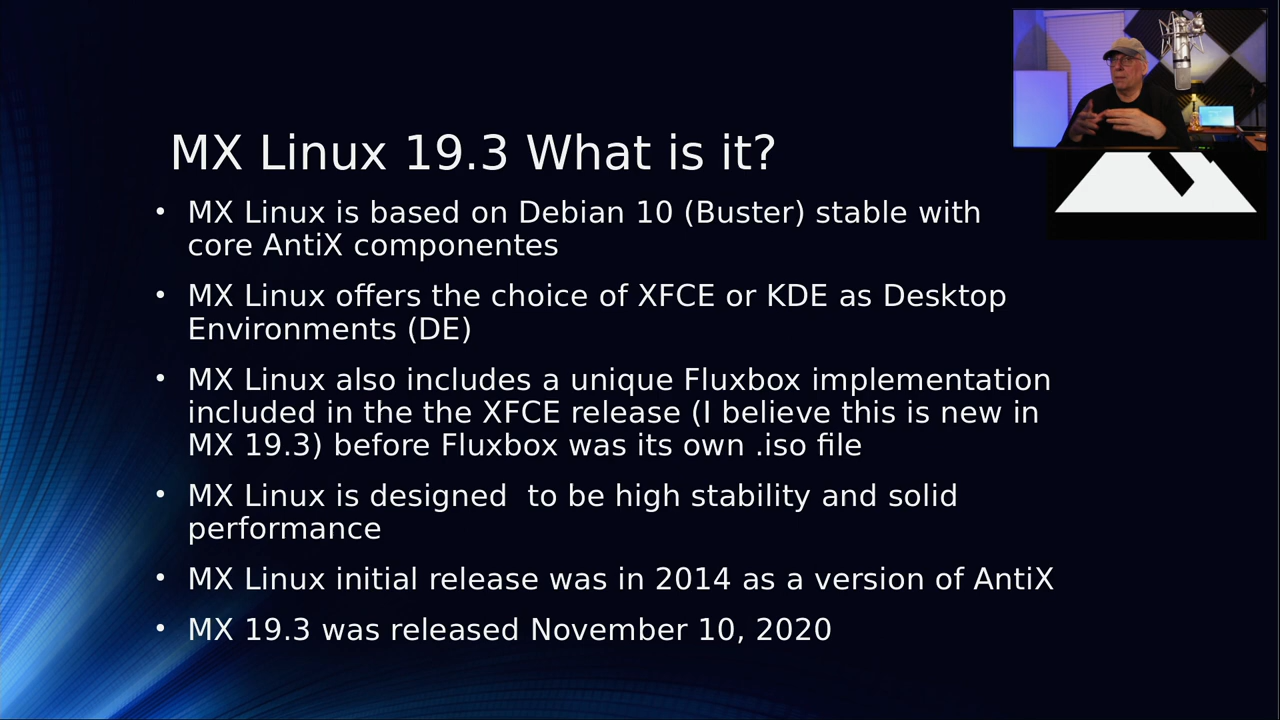 MX Linux 19.3 What is it?
• MX Linux is based on Debian 10 (Buster) stable with
core AntiX componentes
• MX Linux offers the choice of XFCE or KDE as Desktop
Environments (DE)
• MX Linux also includes a unique Fluxbox implementation
included in the the XFCE release (I believe this is new in
MX 19.3) before Fluxbox was its own .iso file
• MX Linux is designed  to be high stability and solid
performance
• MX Linux initial release was in 2014 as a version of AntiX
• MX 19.3 was released November 10, 2020